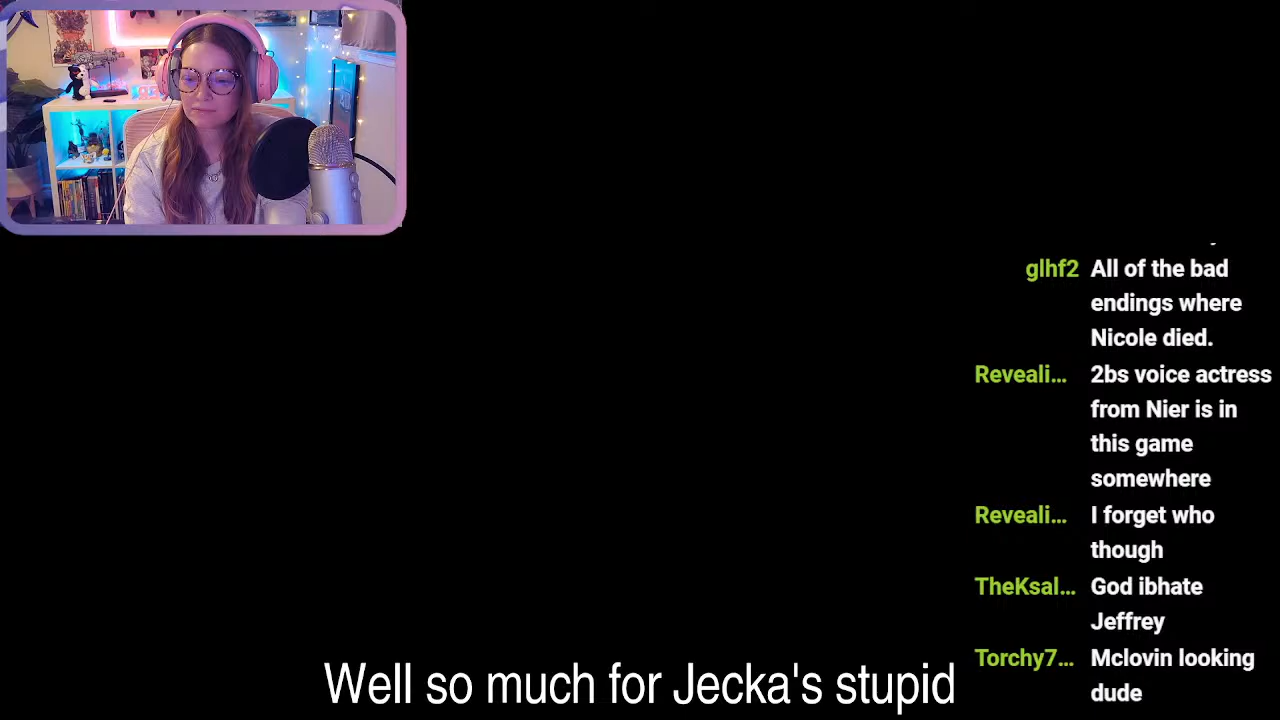 glhf2 All of the bad
endings where
Nicole died.
Reveali... 2bs voice actress
from Nier is in
this game
somewhere
Reveali... I forget who
though
TheKsal... God ibhate
Jeffrey
Torchy7... Mclovin looking
dude
Well so much for Jecka's stupid